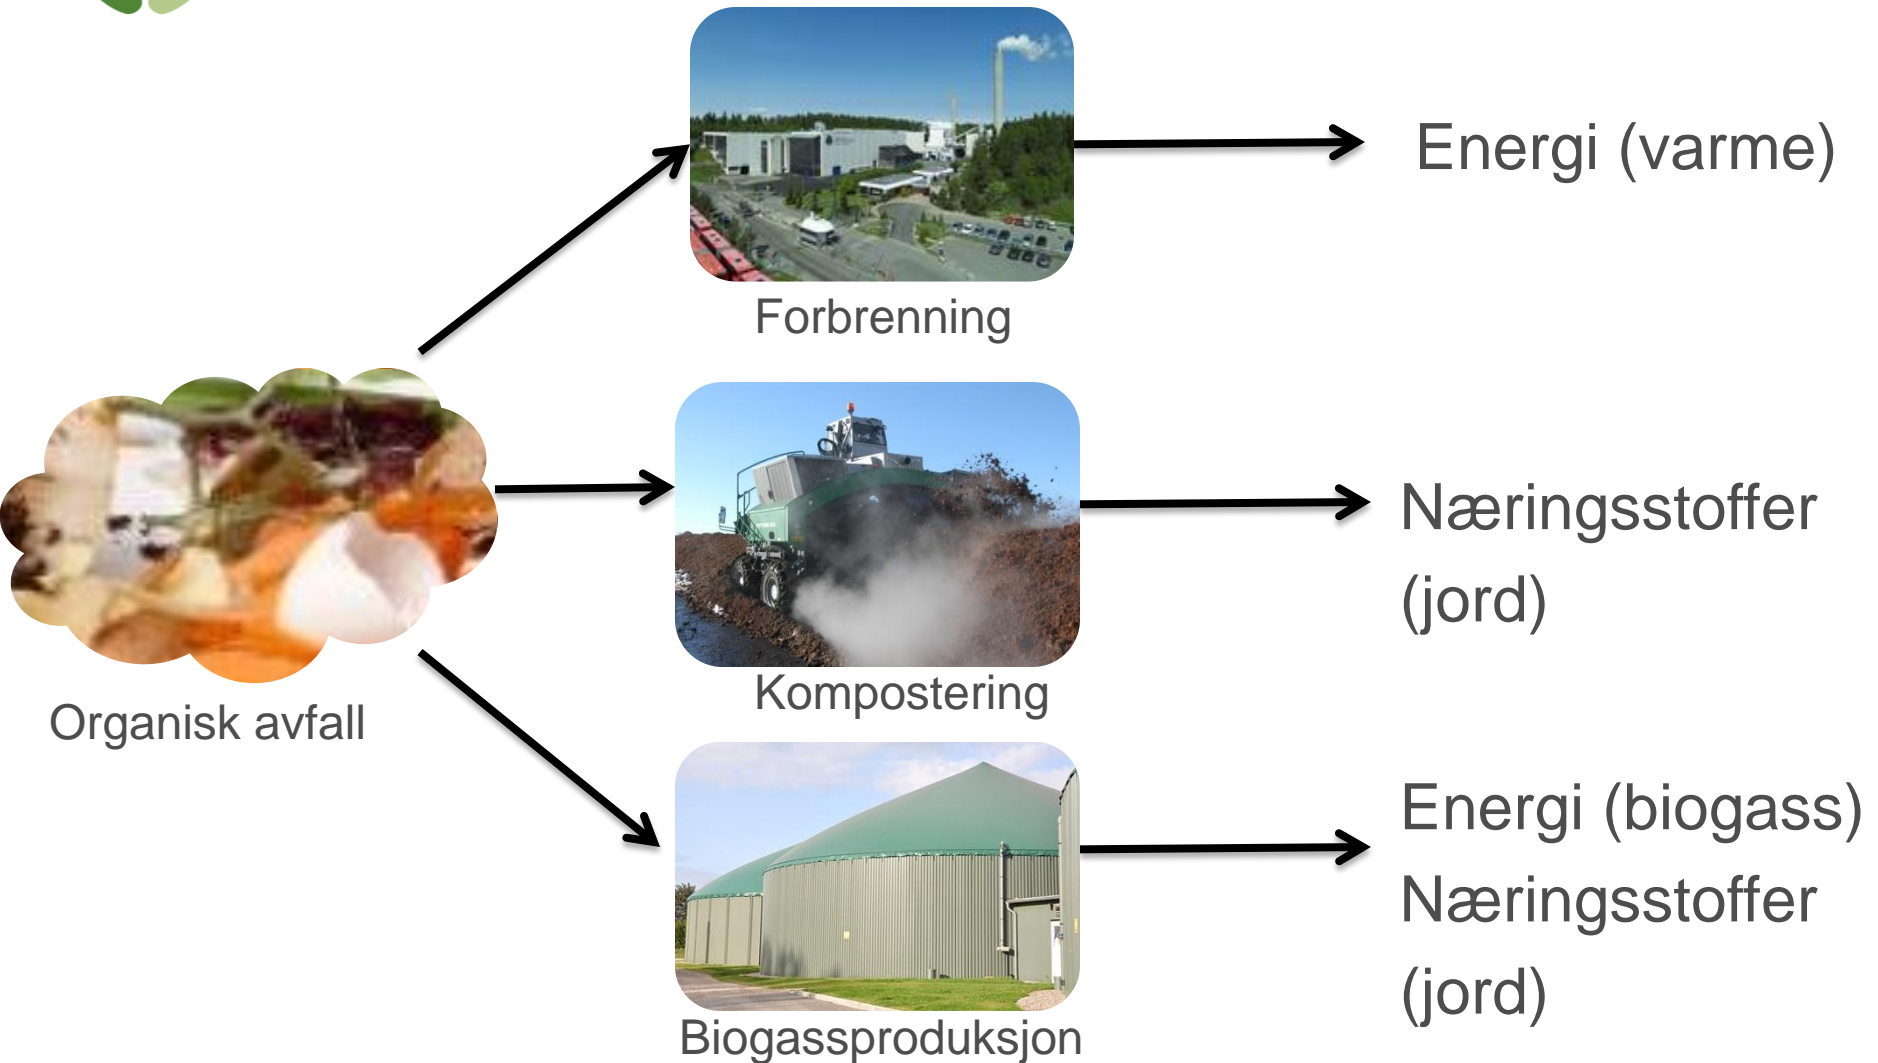 Energi (varme)
Forbrenning
Næringsstoffer
(jord)
Kompostering
Organisk avfall
Energi (biogass)
Næringsstoffer
(jord)
Biogassproduksjon